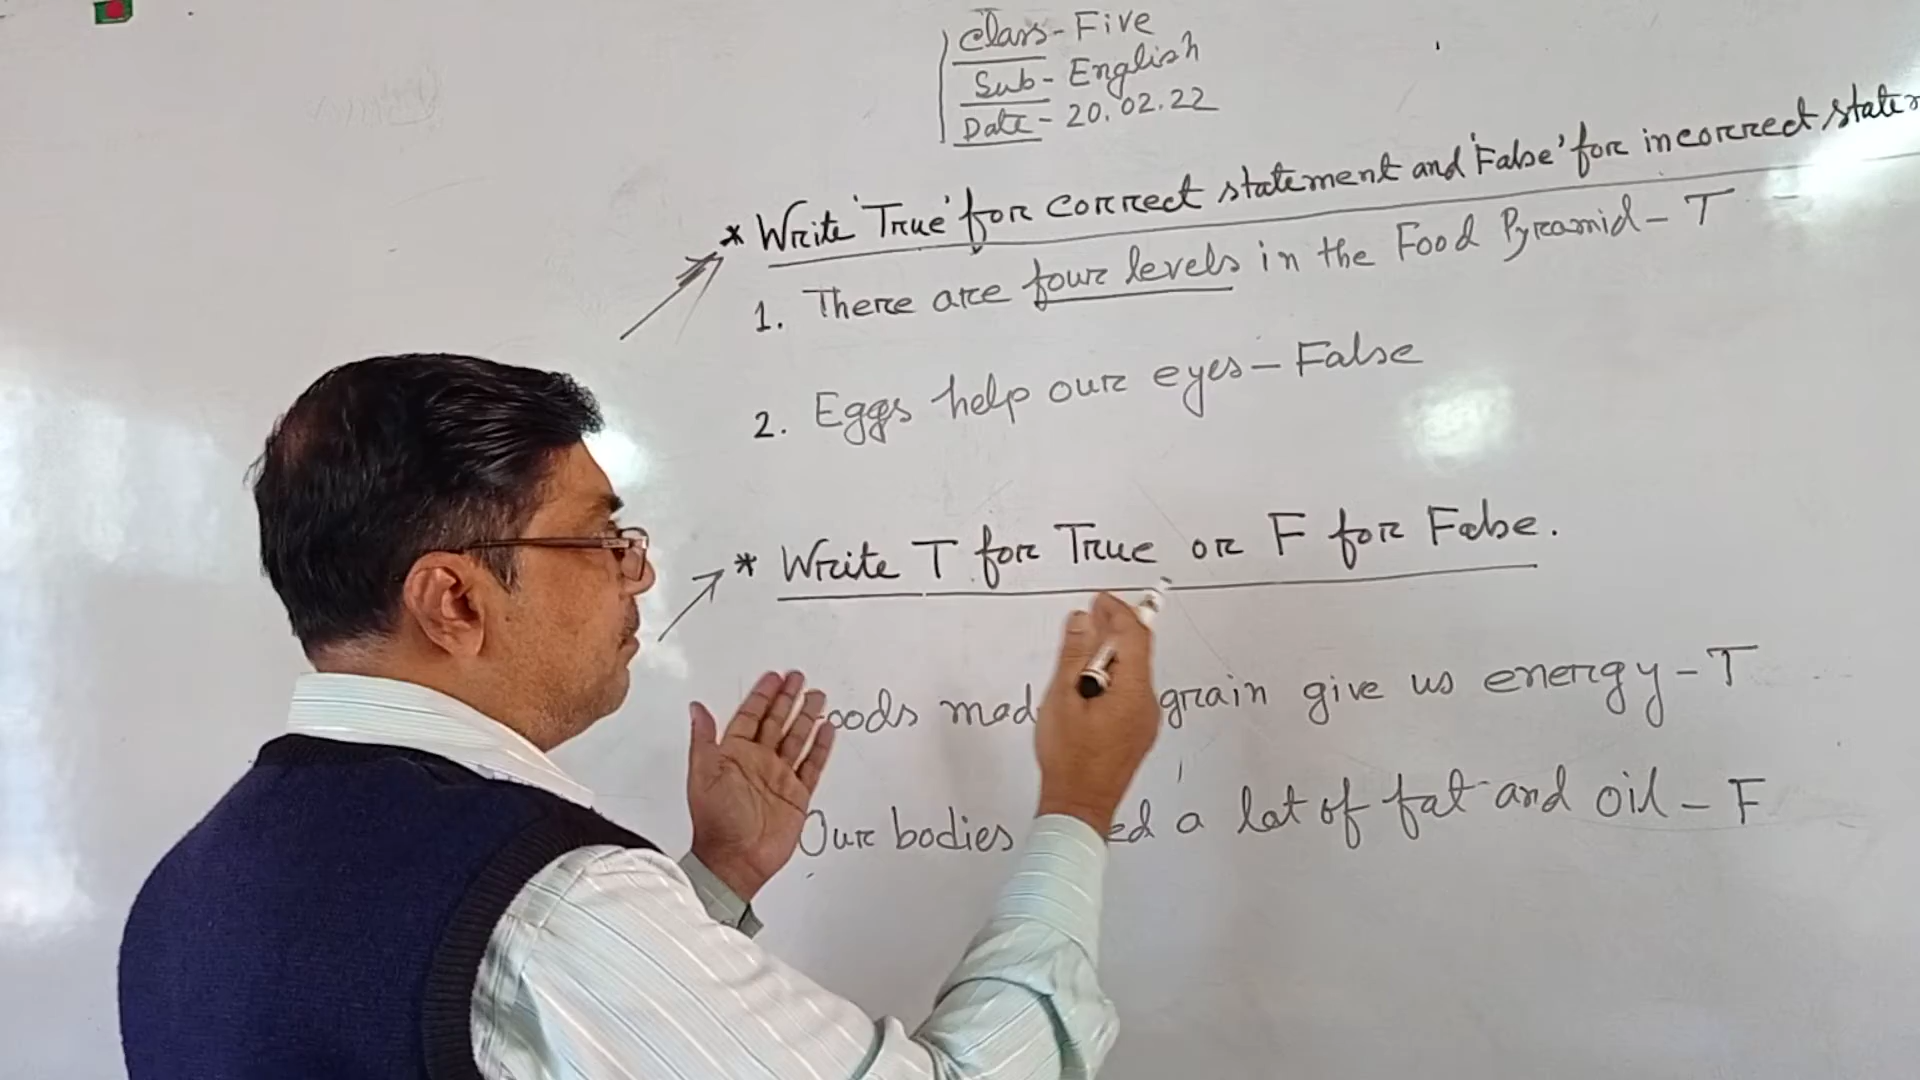 Class - Five
Sub - English
Date - 20.02.22
* Write 'True' for correct statement and 'False' for incorrect
1. There are four levels in the Food Pyramid - T
2. Eggs help our eyes - False
* Write T for True or F for False.
grain give us energy - T
Our bodies a lot of fat and oil - F